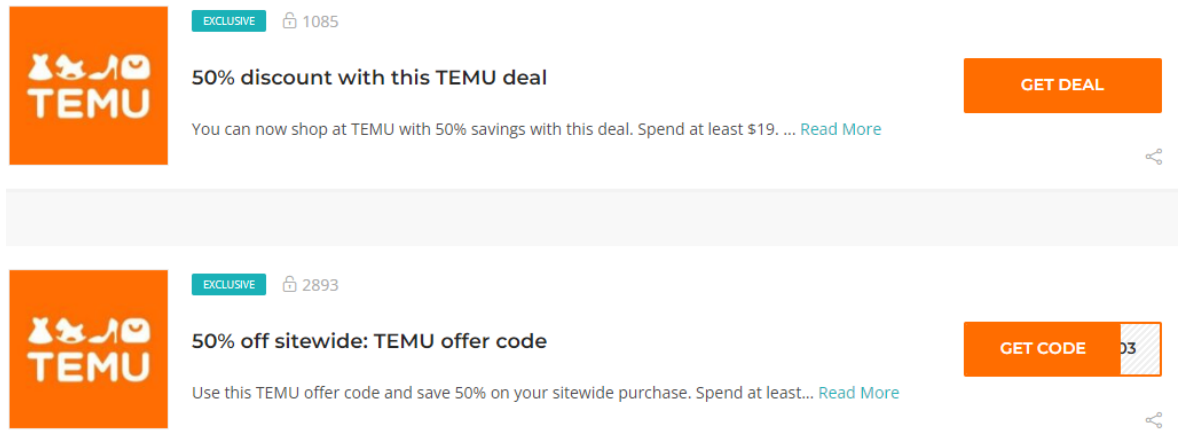 EXCLUSIVE 1085
TEMU
50% discount with this TEMU deal
GET DEAL
You can now shop at TEMU with 50% savings with this deal. Spend at least $19. ... Read More
EXCLUSIVE 2893
TEMU
50% off sitewide: TEMU offer code
GET CODE 03
Use this TEMU offer code and save 50% on your sitewide purchase. Spend at least... Read More